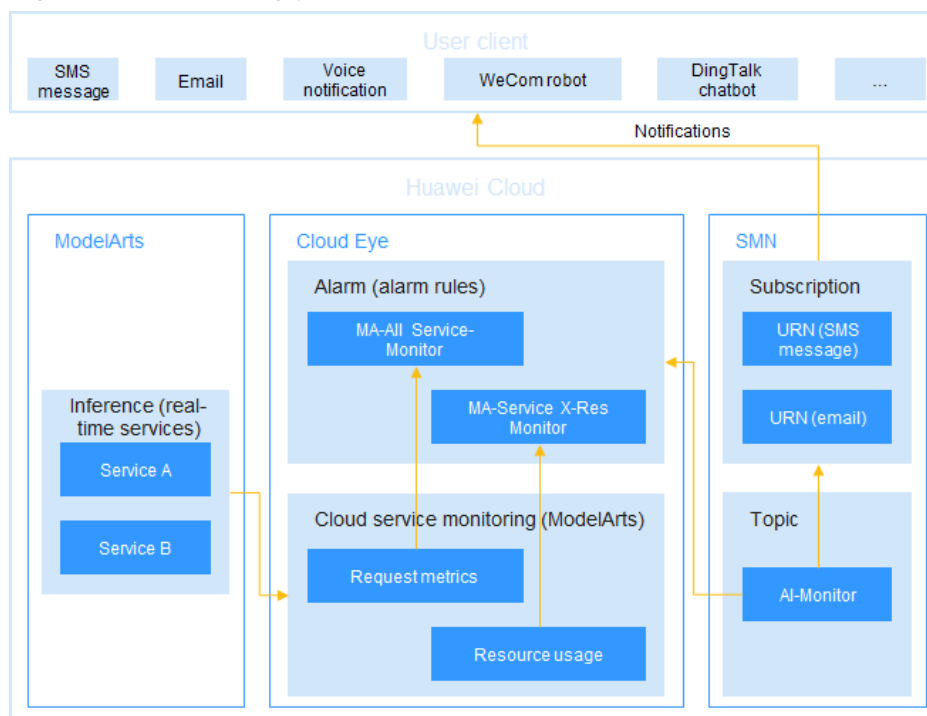 User client
SMS
message
Email
Voice
notification
WeCom robot
DingTalk
chatbot
...
Notifications
Huawei Cloud
ModelArts
Inference (real-
time services)
Service A
Service B
Cloud Eye
Alarm (alarm rules)
MA-All Service-
Monitor
MA-Service X-Res
Monitor
Cloud service monitoring (ModelArts)
Request metrics
Resource usage
SMN
Subscription
URN (SMS
message)
URN (email)
Topic
AI-Monitor